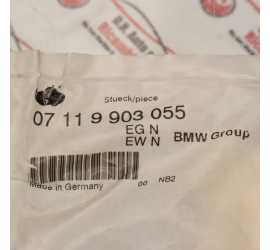 Stueck/piece
07 11 9 903 055
EG N
EW N BMW Group
Made in Germany
00 NB2